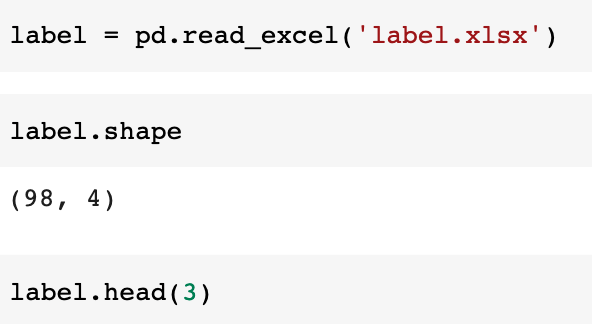 label = pd.read_excel('label.xlsx')
label.shape
(98, 4)
label.head(3)